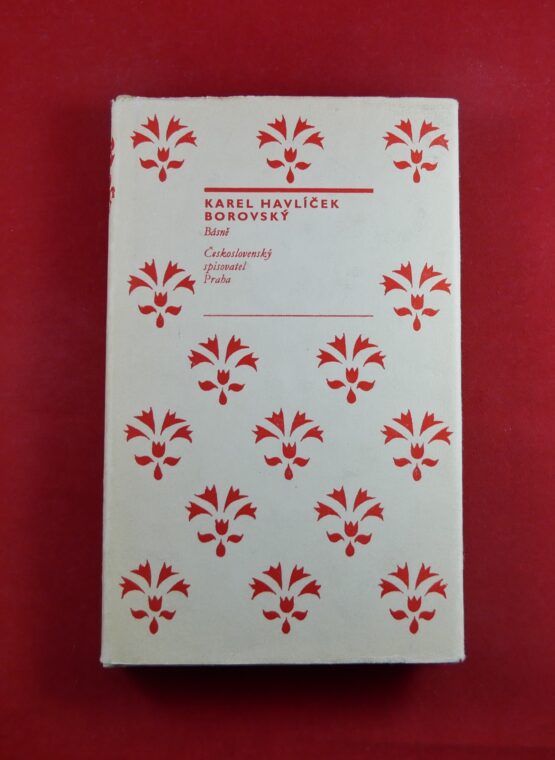 KAREL HAVLÍČEK
BOROVSKÝ
Básně
Československý
spisovatel
Praha